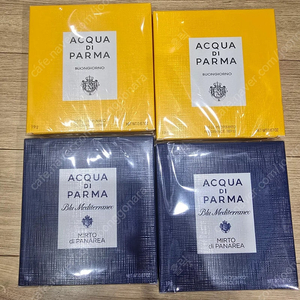 ACQUA
DI
PARMA
BUONGIORNO
ACQUA
DI
PARMA
BUONGIORNO
ACQUA
DI
PARMA
Blu Mediterraneo
MIRTO
di PANAREA
ACQUA
DI
PARMA
Blu Mediterraneo
MIRTO
di PANAREA